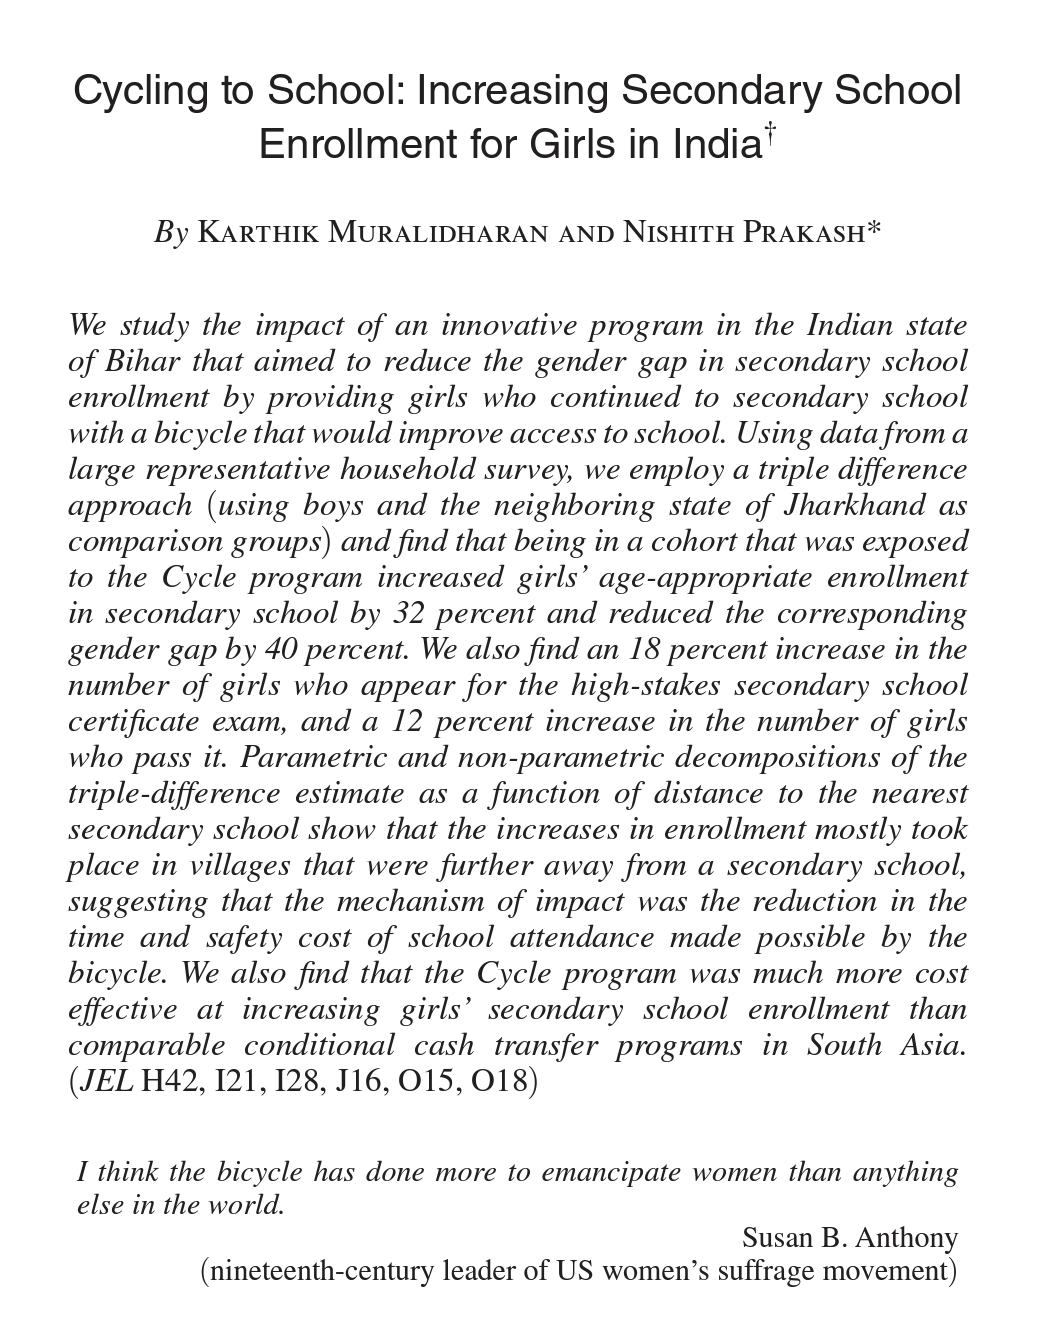 Cycling to School: Increasing Secondary School
Enrollment for Girls in India†
By Karthik Muralidharan and Nishith Prakash*
We study the impact of an innovative program in the Indian state
of Bihar that aimed to reduce the gender gap in secondary school
enrollment by providing girls who continued to secondary school
with a bicycle that would improve access to school. Using data from a
large representative household survey, we employ a triple difference
approach (using boys and the neighboring state of Jharkhand as
comparison groups) and find that being in a cohort that was exposed
to the Cycle program increased girls’ age-appropriate enrollment
in secondary school by 32 percent and reduced the corresponding
gender gap by 40 percent. We also find an 18 percent increase in the
number of girls who appear for the high-stakes secondary school
certificate exam, and a 12 percent increase in the number of girls
who pass it. Parametric and non-parametric decompositions of the
triple-difference estimate as a function of distance to the nearest
secondary school show that the increases in enrollment mostly took
place in villages that were further away from a secondary school,
suggesting that the mechanism of impact was the reduction in the
time and safety cost of school attendance made possible by the
bicycle. We also find that the Cycle program was much more cost
effective at increasing girls’ secondary school enrollment than
comparable conditional cash transfer programs in South Asia.
(JEL H42, I21, I28, J16, O15, O18)
I think the bicycle has done more to emancipate women than anything
else in the world.
Susan B. Anthony
(nineteenth-century leader of US women’s suffrage movement)